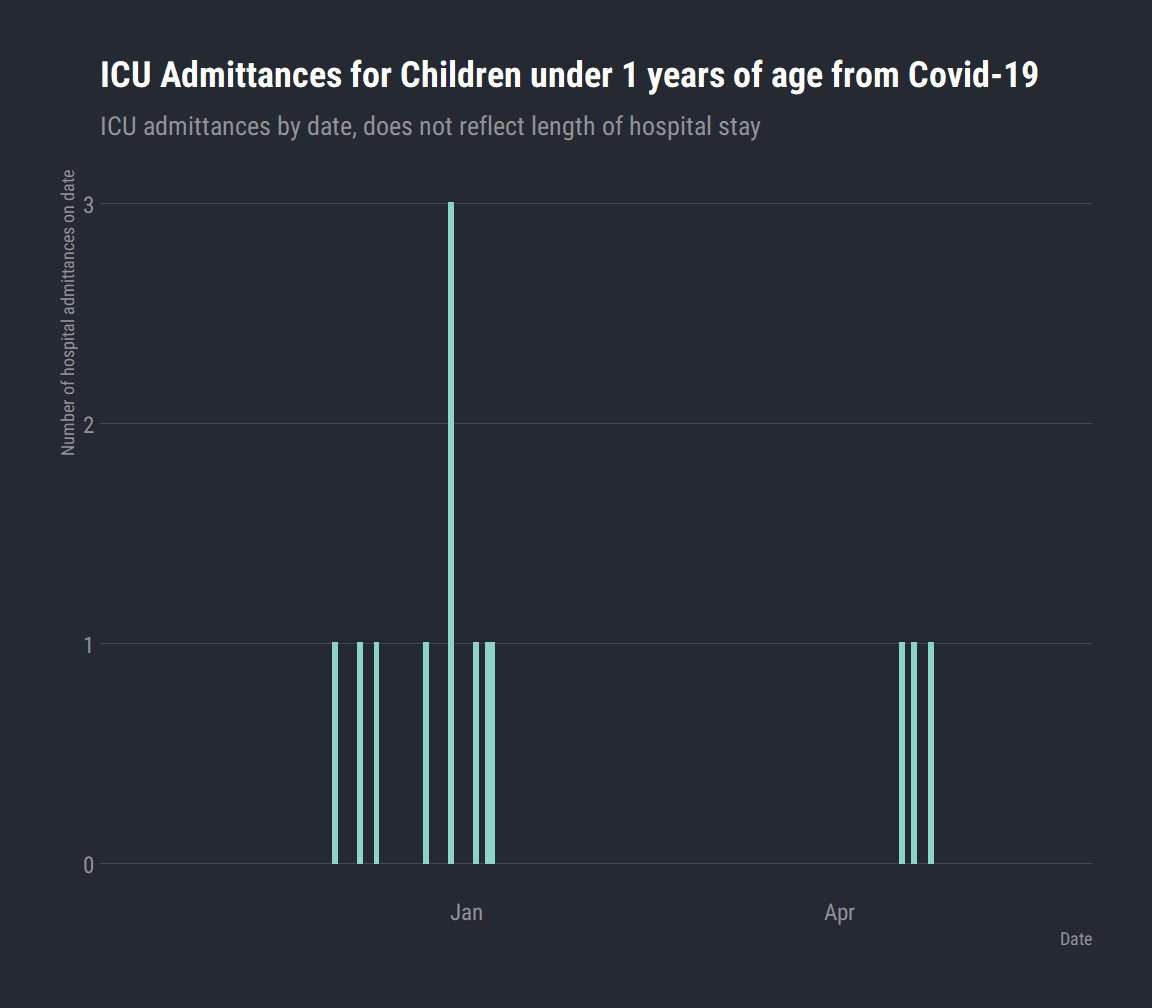 ICU Admittances for Children under 1 years of age from Covid-19
ICU admittances by date, does not reflect length of hospital stay
Number of hospital admittances on date
3
2
1
0
Jan
Apr
Date